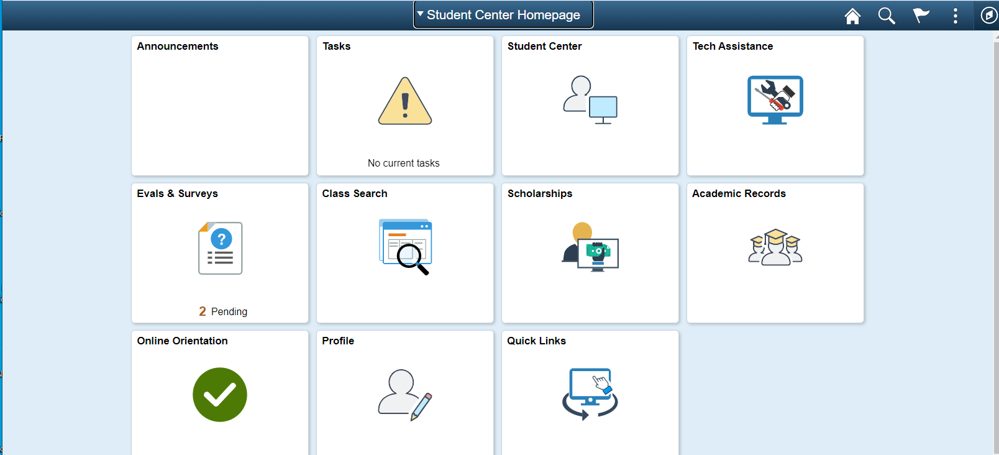 Student Center Homepage
Announcements
Tasks
Student Center
Tech Assistance
No current tasks
Evals & Surveys
Class Search
Scholarships
Academic Records
?
2 Pending
Online Orientation
Profile
Quick Links